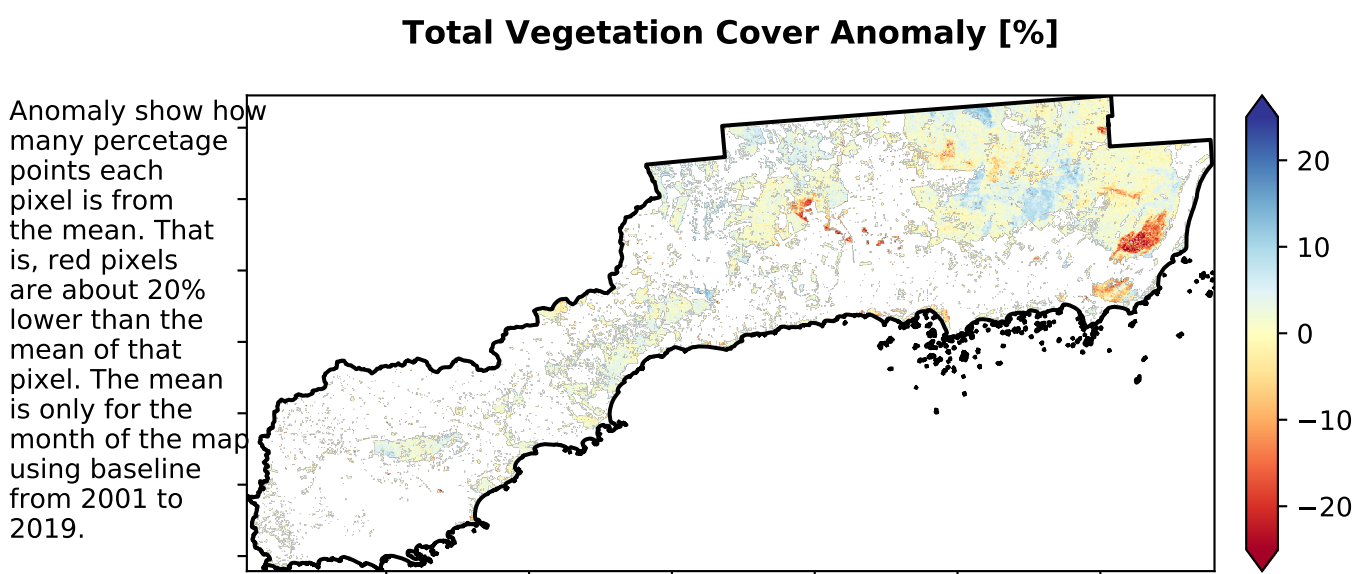 Total Vegetation Cover Anomaly [%]
Anomaly show how
many percetage
points each
pixel is from
the mean. That
is, red pixels
are about 20%
lower than the
mean of that
pixel. The mean
is only for the
month of the map
using baseline
from 2001 to
2019.
20
10
0
−10
−20